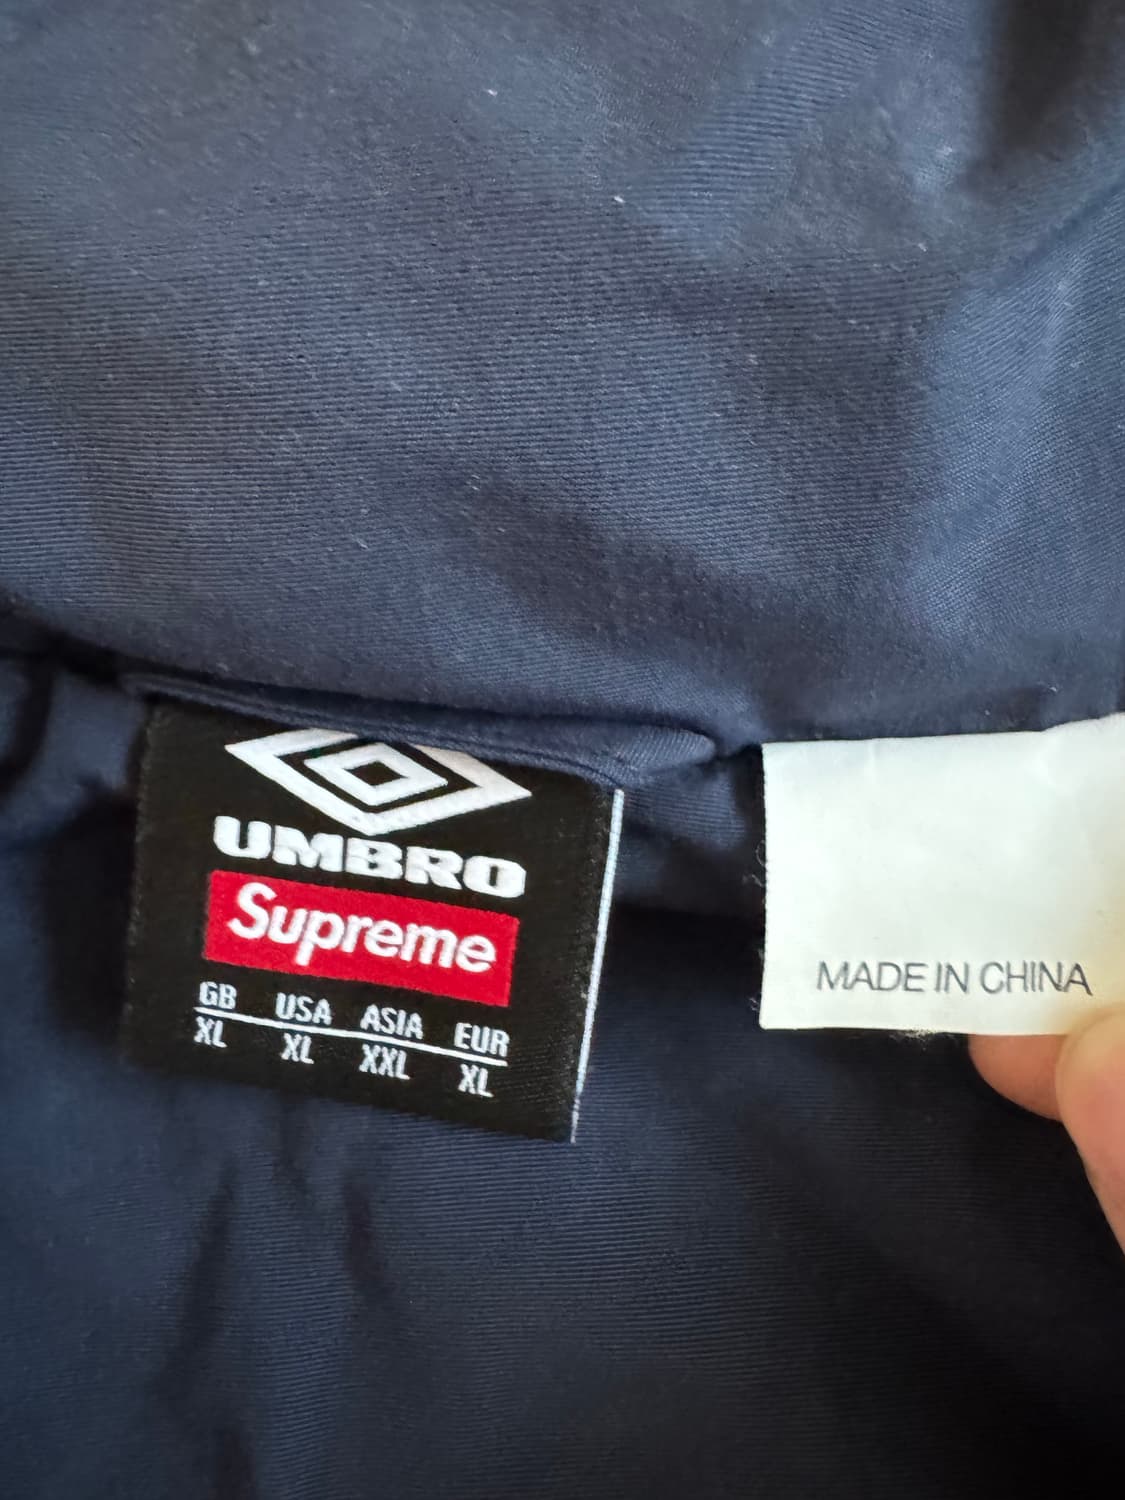 UMBRO
Supreme
GB USA ASIA EUR
XL XL XXL XL
MADE IN CHINA